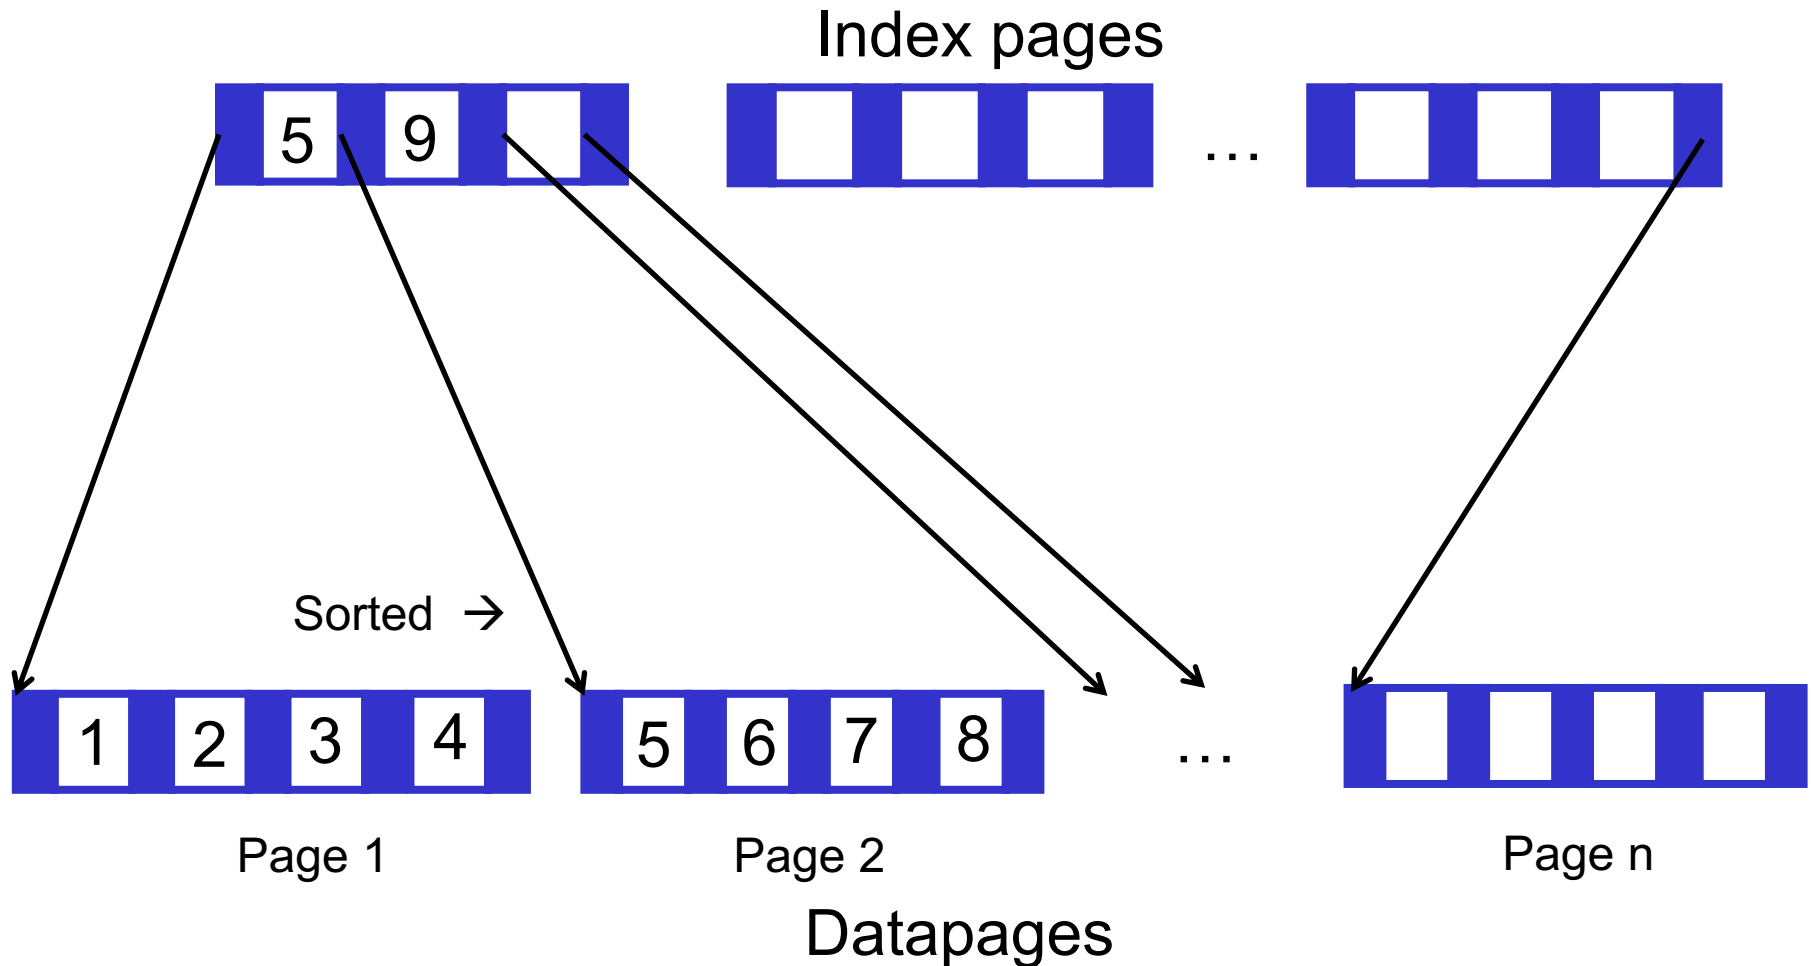 Index pages
5 9
…
Sorted →
1 2 3 4 5 6 7 8
…
Page 1 Page 2 Page n
Datapages